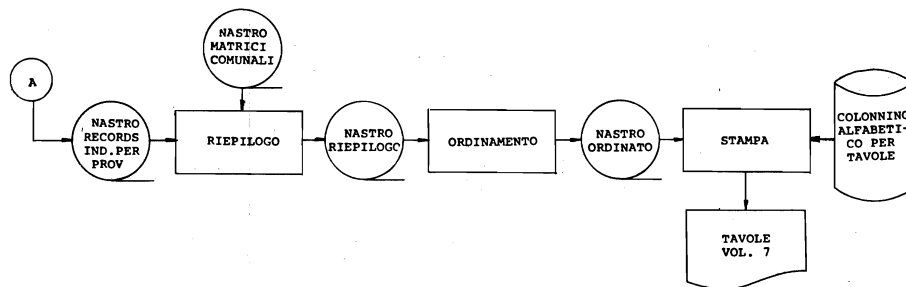 NASTRO
MATRICI
COMUNALI
A
NASTRO
RECORDS
IND.PER
PROV
RIEPILOGO
NASTRO
RIEPILOGO
ORDINAMENTO
NASTRO
ORDINATO
STAMPA
COLONNINO
ALFABETI-
CO PER
TAVOLE
TAVOLE
VOL. 7